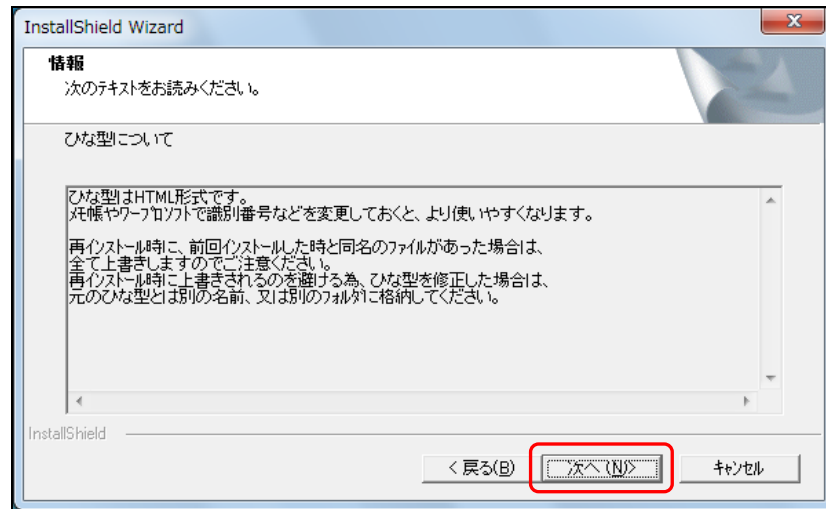 InstallShield Wizard
情報
次のテキストをお読みください。
ひな型について
ひな型はHTML形式です。
メモ帳やワープロソフトで識別番号などを変更しておくと、より使いやすくなります。
再インストール時に、前回インストールした時と同名のファイルがあった場合は、
全て上書きしますのでご注意ください。
再インストール時に上書きされるのを避ける為、ひな型を修正した場合は、
元のひな型とは別の名前、又は別のフォルダに格納してください。
InstallShield
< 戻る(B)
次へ(N)>
キャンセル